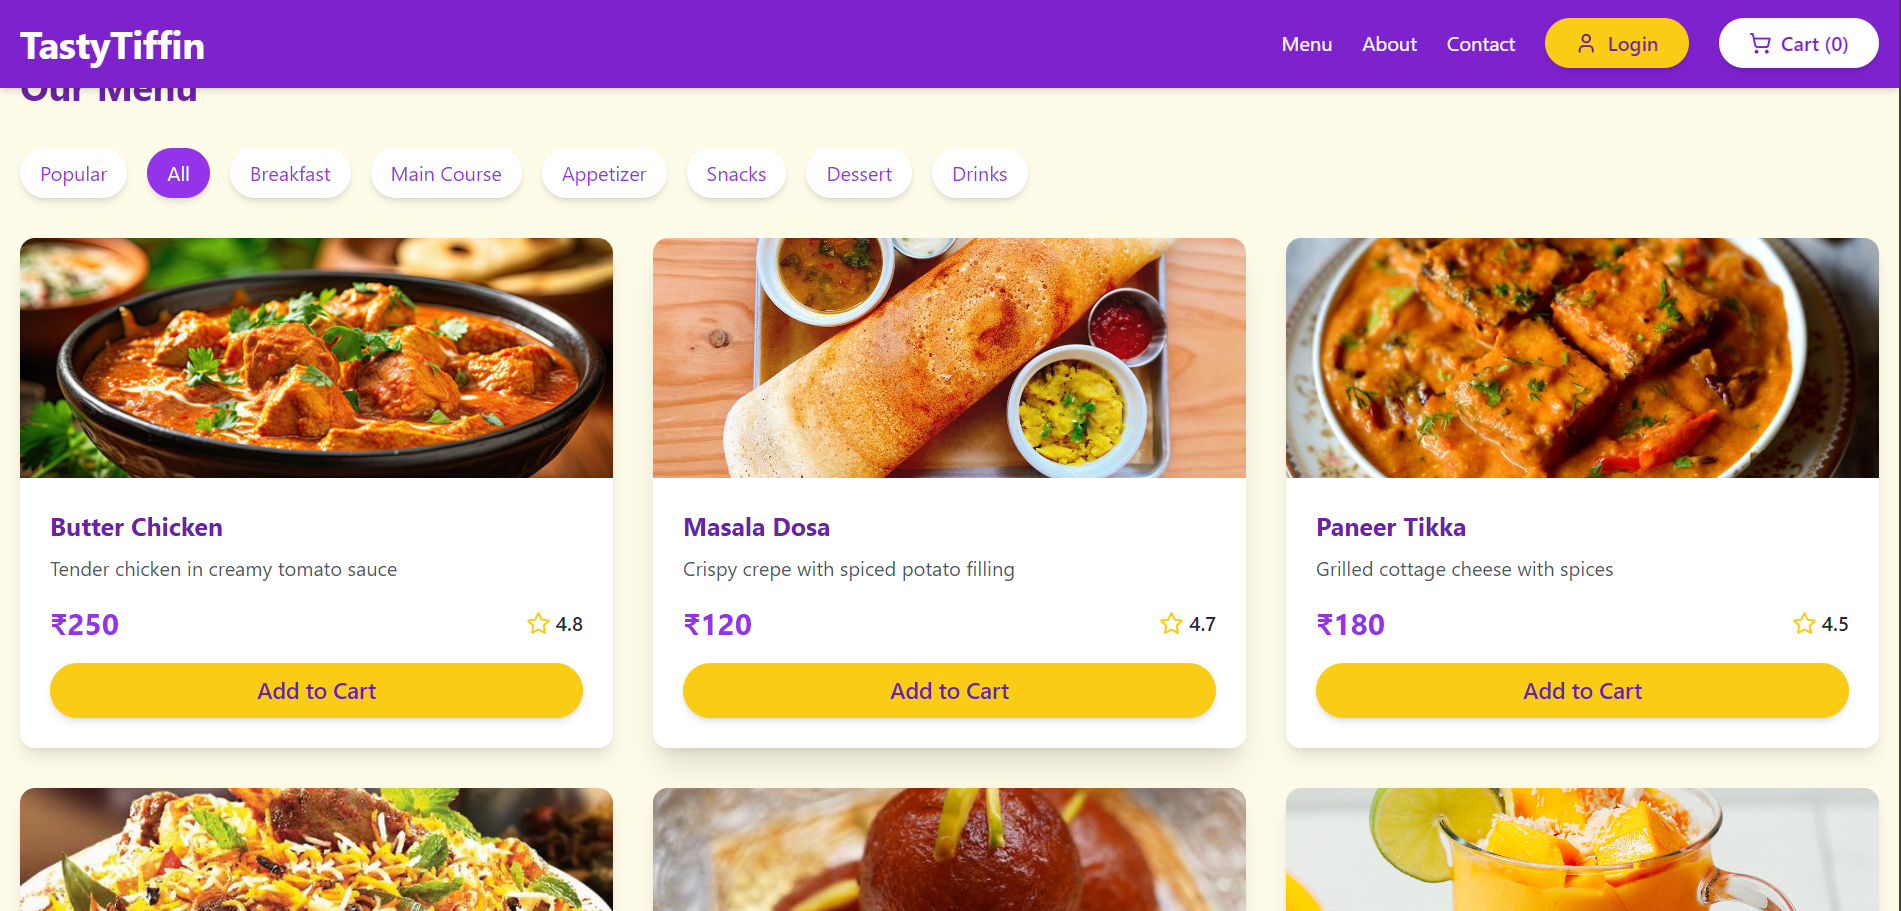 TastyTiffin
Menu
About
Contact
Login
Cart (0)
Our Menu
Popular
All
Breakfast
Main Course
Appetizer
Snacks
Dessert
Drinks
Butter Chicken
Tender chicken in creamy tomato sauce
₹250
4.8
Add to Cart
Masala Dosa
Crispy crepe with spiced potato filling
₹120
4.7
Add to Cart
Paneer Tikka
Grilled cottage cheese with spices
₹180
4.5
Add to Cart